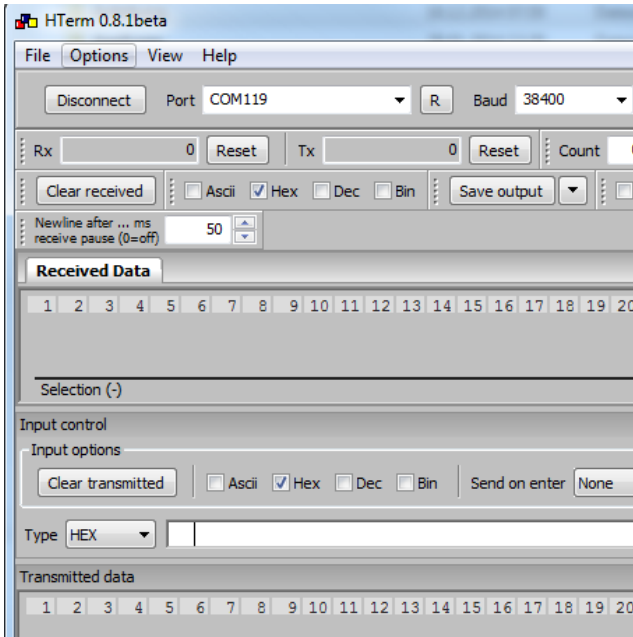 HTerm 0.8.1beta
File Options View Help
Disconnect Port COM119 R Baud 38400
Rx 0 Reset Tx 0 Reset Count
Clear received Ascii Hex Dec Bin Save output
Newline after ... ms
receive pause (0=off) 50
Received Data
1 2 3 4 5 6 7 8 9 10 11 12 13 14 15 16 17 18 19 20
Selection (-)
Input control
Input options
Clear transmitted Ascii Hex Dec Bin Send on enter None
Type HEX
Transmitted data
1 2 3 4 5 6 7 8 9 10 11 12 13 14 15 16 17 18 19 20